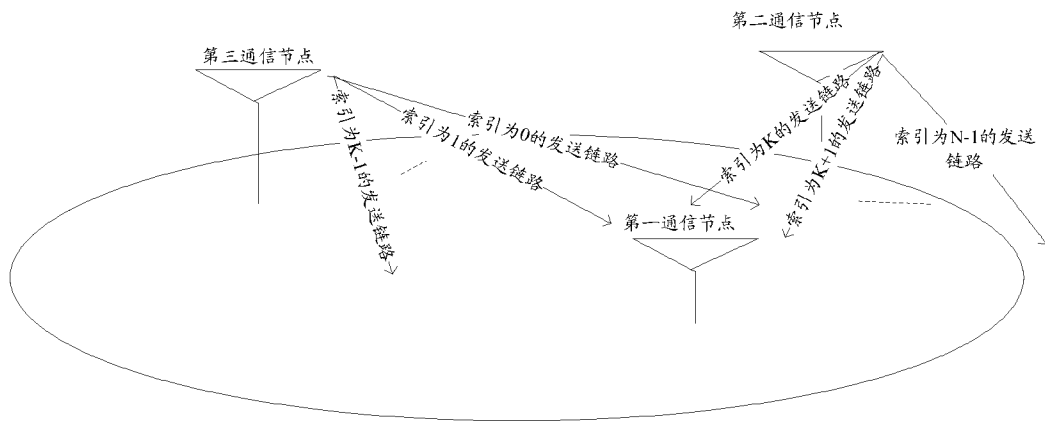 第二通信节点
第三通信节点
索引为K-1的发送链路
索引为1的发送链路
索引为0的发送链路
索引为K的发送链路
索引为K+1的发送链路
索引为N-1的发送
链路
第一通信节点